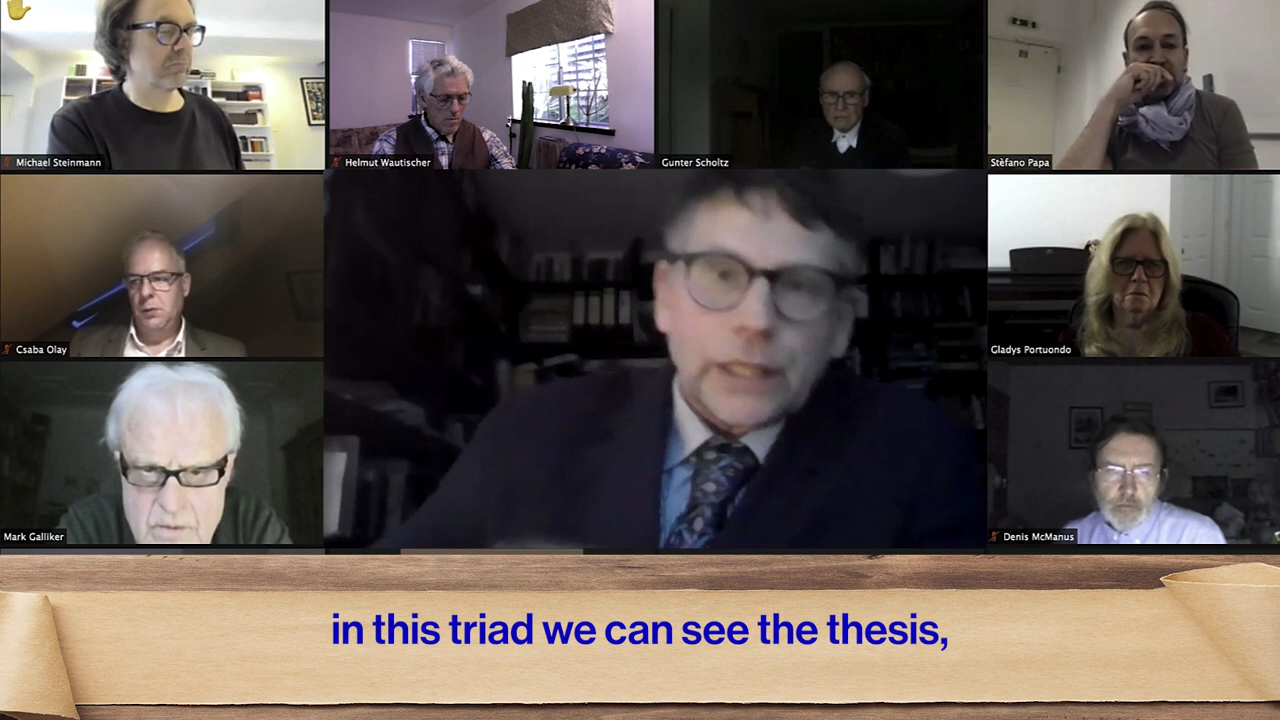 Michael Steinmann
Helmut Wautischer
Gunter Scholtz
Stèfano Papa
Csaba Olay
Gladys Portuondo
Mark Galliker
Denis McManus
in this triad we can see the thesis,